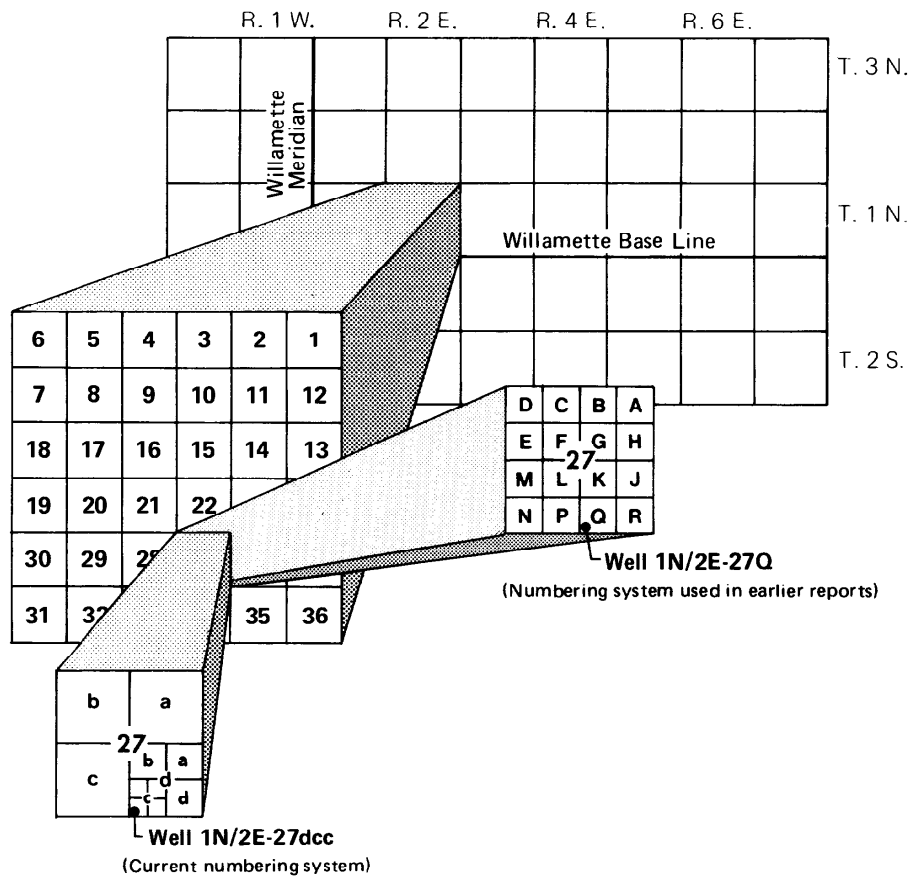 R. 1 W. R. 2 E. R. 4 E. R. 6 E.
T. 3 N.
Willamette
Meridian
T. 1 N.
Willamette Base Line
T. 2 S.
6 5 4 3 2 1
7 8 9 10 11 12
18 17 16 15 14 13
19 20 21 22
30 29 28
31 32 35 36
D C B A
E F G H
27
M L K J
N P Q R
Well 1N/2E-27Q
(Numbering system used in earlier reports)
b a
27
b a
c d
c d
Well 1N/2E-27dcc
(Current numbering system)